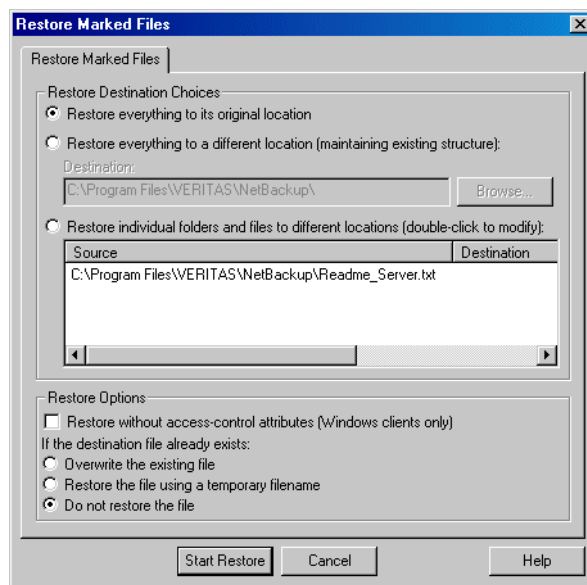 Restore Marked Files
Restore Marked Files
Restore Destination Choices
Restore everything to its original location
Restore everything to a different location (maintaining existing structure):
Destination:
C:\Program Files\VERITAS\NetBackup\ Browse...
Restore individual folders and files to different locations (double-click to modify):
Source Destination
C:\Program Files\VERITAS\NetBackup\Readme_Server.txt
Restore Options
Restore without access-control attributes (Windows clients only)
If the destination file already exists:
Overwrite the existing file
Restore the file using a temporary filename
Do not restore the file
Start Restore Cancel Help